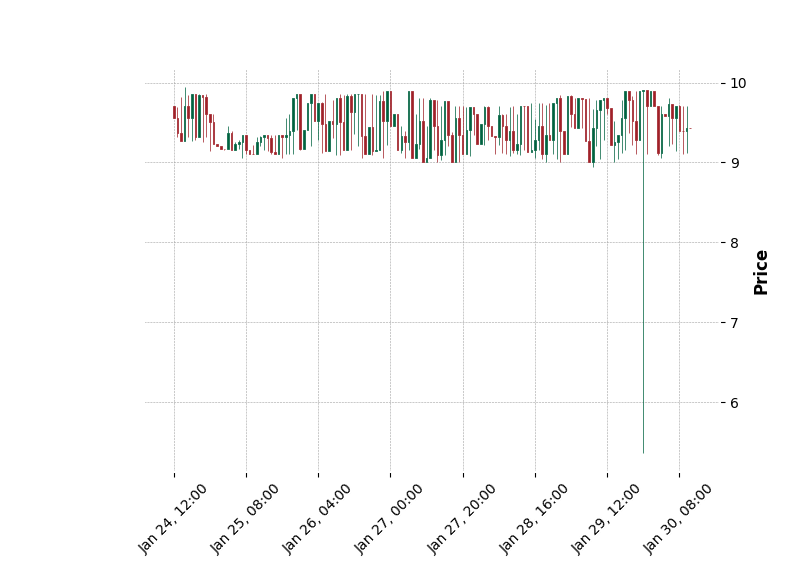 10
9
8
7
6
Price
Jan 24, 12:00
Jan 25, 08:00
Jan 26, 04:00
Jan 27, 00:00
Jan 27, 20:00
Jan 28, 16:00
Jan 29, 12:00
Jan 30, 08:00